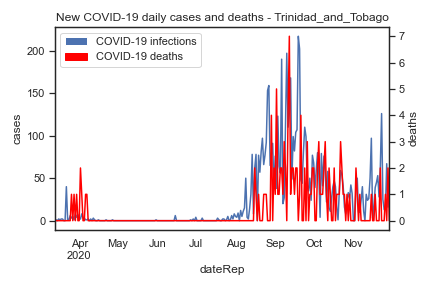 New COVID-19 daily cases and deaths - Trinidad_and_Tobago
COVID-19 infections
COVID-19 deaths
200
150
100
50
0
cases
7
6
5
4
3
2
1
0
deaths
Apr May Jun Jul Aug Sep Oct Nov
2020
dateRep